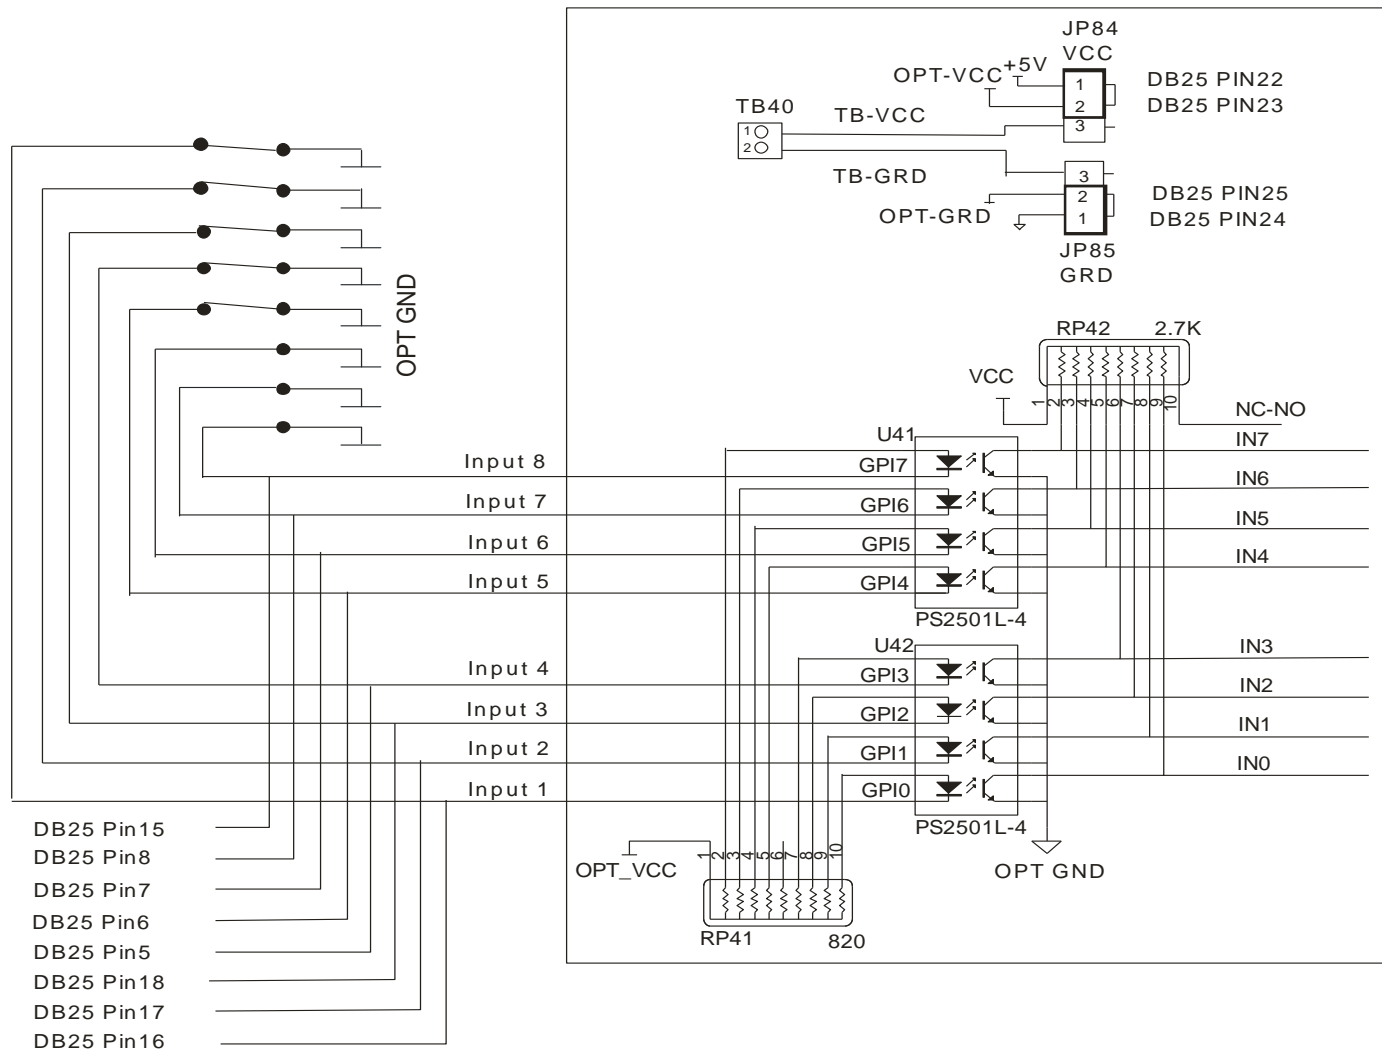 JP84
VCC
+5V
OPT-VCC
1
2
3
DB25 PIN22
DB25 PIN23
TB40
1
2
TB-VCC
TB-GRD
OPT-GRD
3
2
1
DB25 PIN25
DB25 PIN24
JP85
GRD
OPT GND
RP42 2.7K
VCC
1 2 3 4 5 6 7 8 9 10
NC-NO
U41
IN7
Input 8
GPI7
IN6
Input 7
GPI6
IN5
Input 6
GPI5
IN4
Input 5
GPI4
PS2501L-4
U42
IN3
Input 4
GPI3
IN2
Input 3
GPI2
IN1
Input 2
GPI1
IN0
Input 1
GPI0
PS2501L-4
OPT GND
OPT_VCC
1 2 3 4 5 6 7 8 9 10
RP41 820
DB25 Pin15
DB25 Pin8
DB25 Pin7
DB25 Pin6
DB25 Pin5
DB25 Pin18
DB25 Pin17
DB25 Pin16